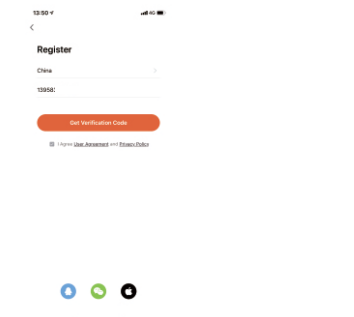 13:50
4G
Register
China
13958
Get Verification Code
I Agree User Agreement and Privacy Policy